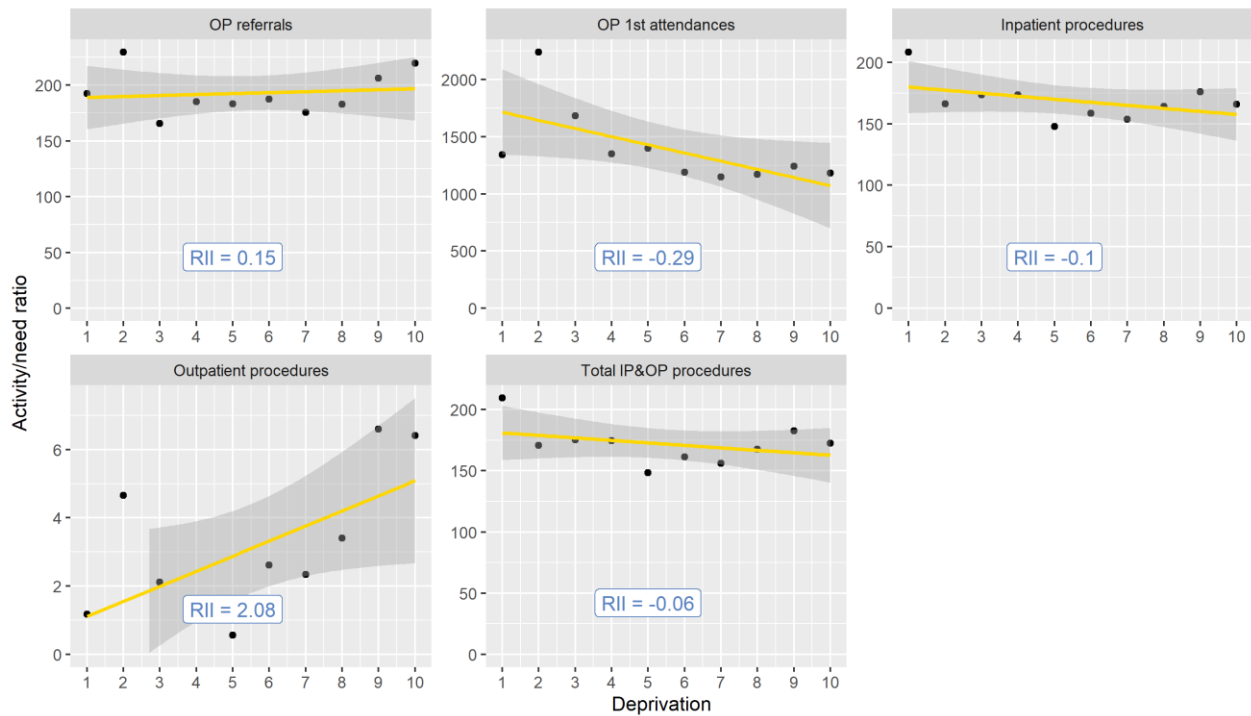 OP referrals
200
150
100
50
0
RII = 0.15
1 2 3 4 5 6 7 8 9 10
OP 1st attendances
2000
1500
1000
500
0
RII = -0.29
1 2 3 4 5 6 7 8 9 10
Inpatient procedures
200
150
100
50
0
RII = -0.1
1 2 3 4 5 6 7 8 9 10
Activity/need ratio
Outpatient procedures
6
4
2
0
RII = 2.08
1 2 3 4 5 6 7 8 9 10
Total IP&OP procedures
200
150
100
50
0
RII = -0.06
1 2 3 4 5 6 7 8 9 10
Deprivation